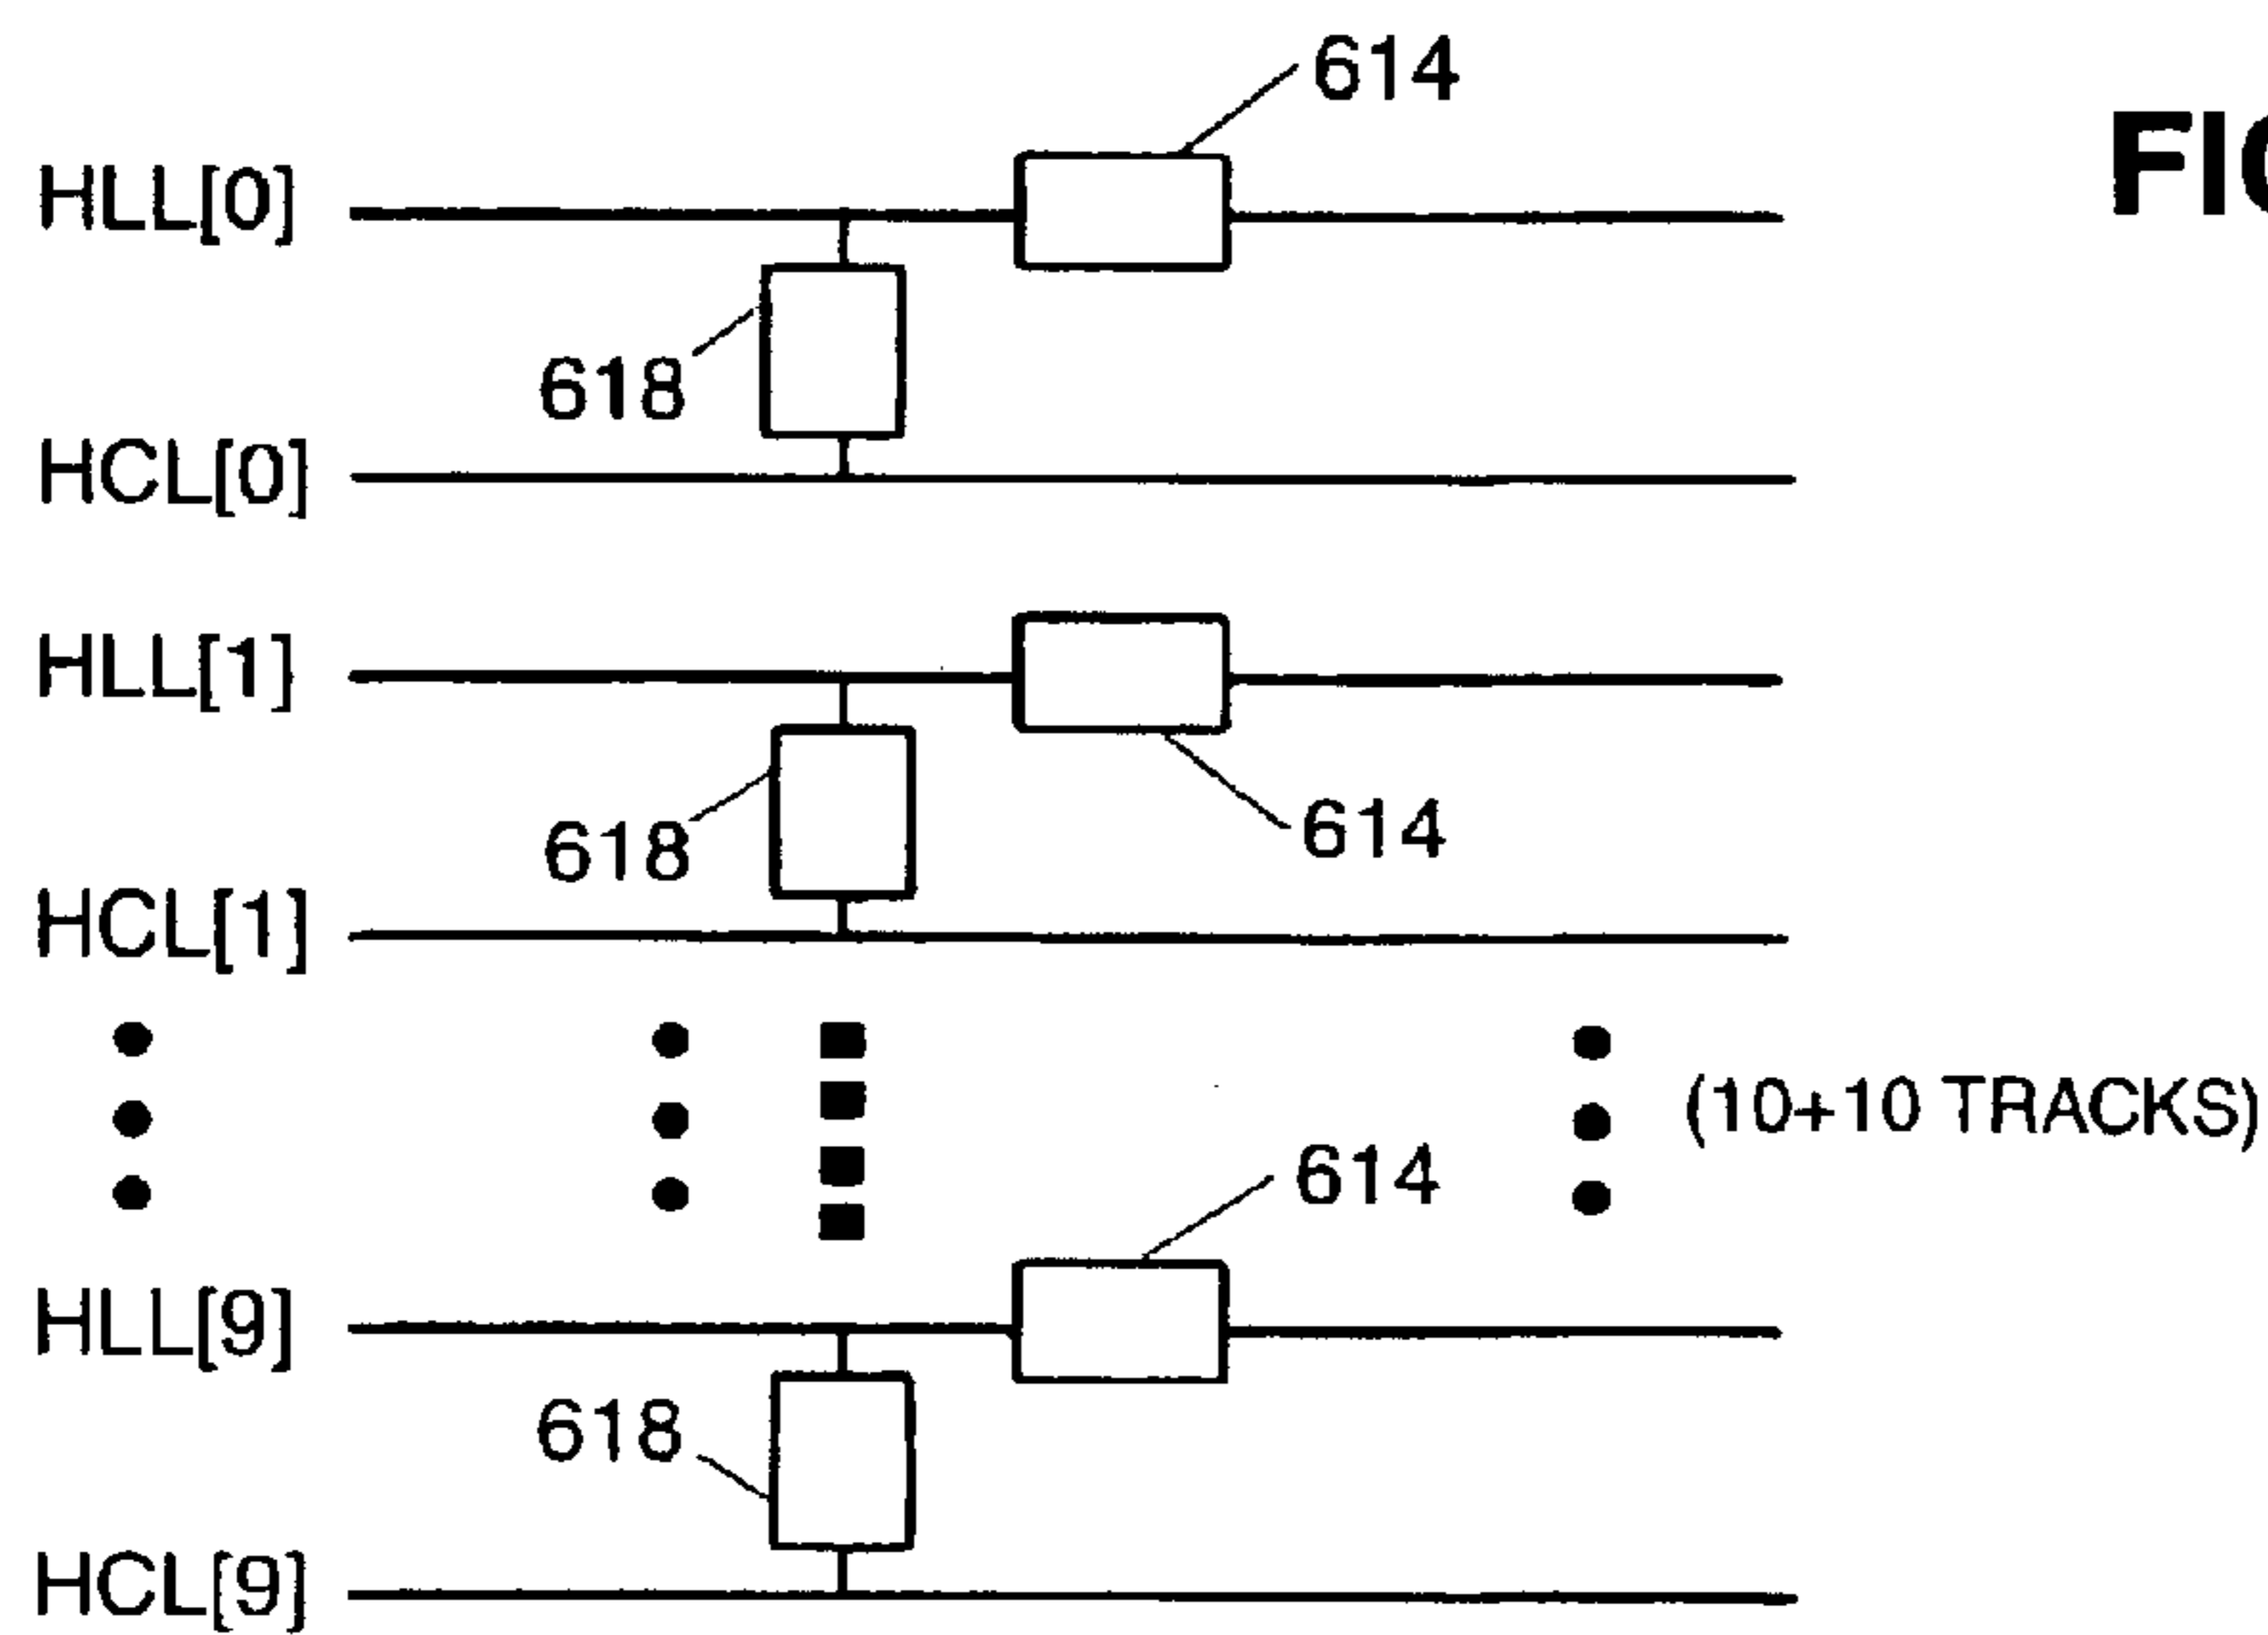 614
FIG
HLL[0]
618
HCL[0]
HLL[1]
618
614
HCL[1]
(10+10 TRACKS)
614
HLL[9]
618
HCL[9]